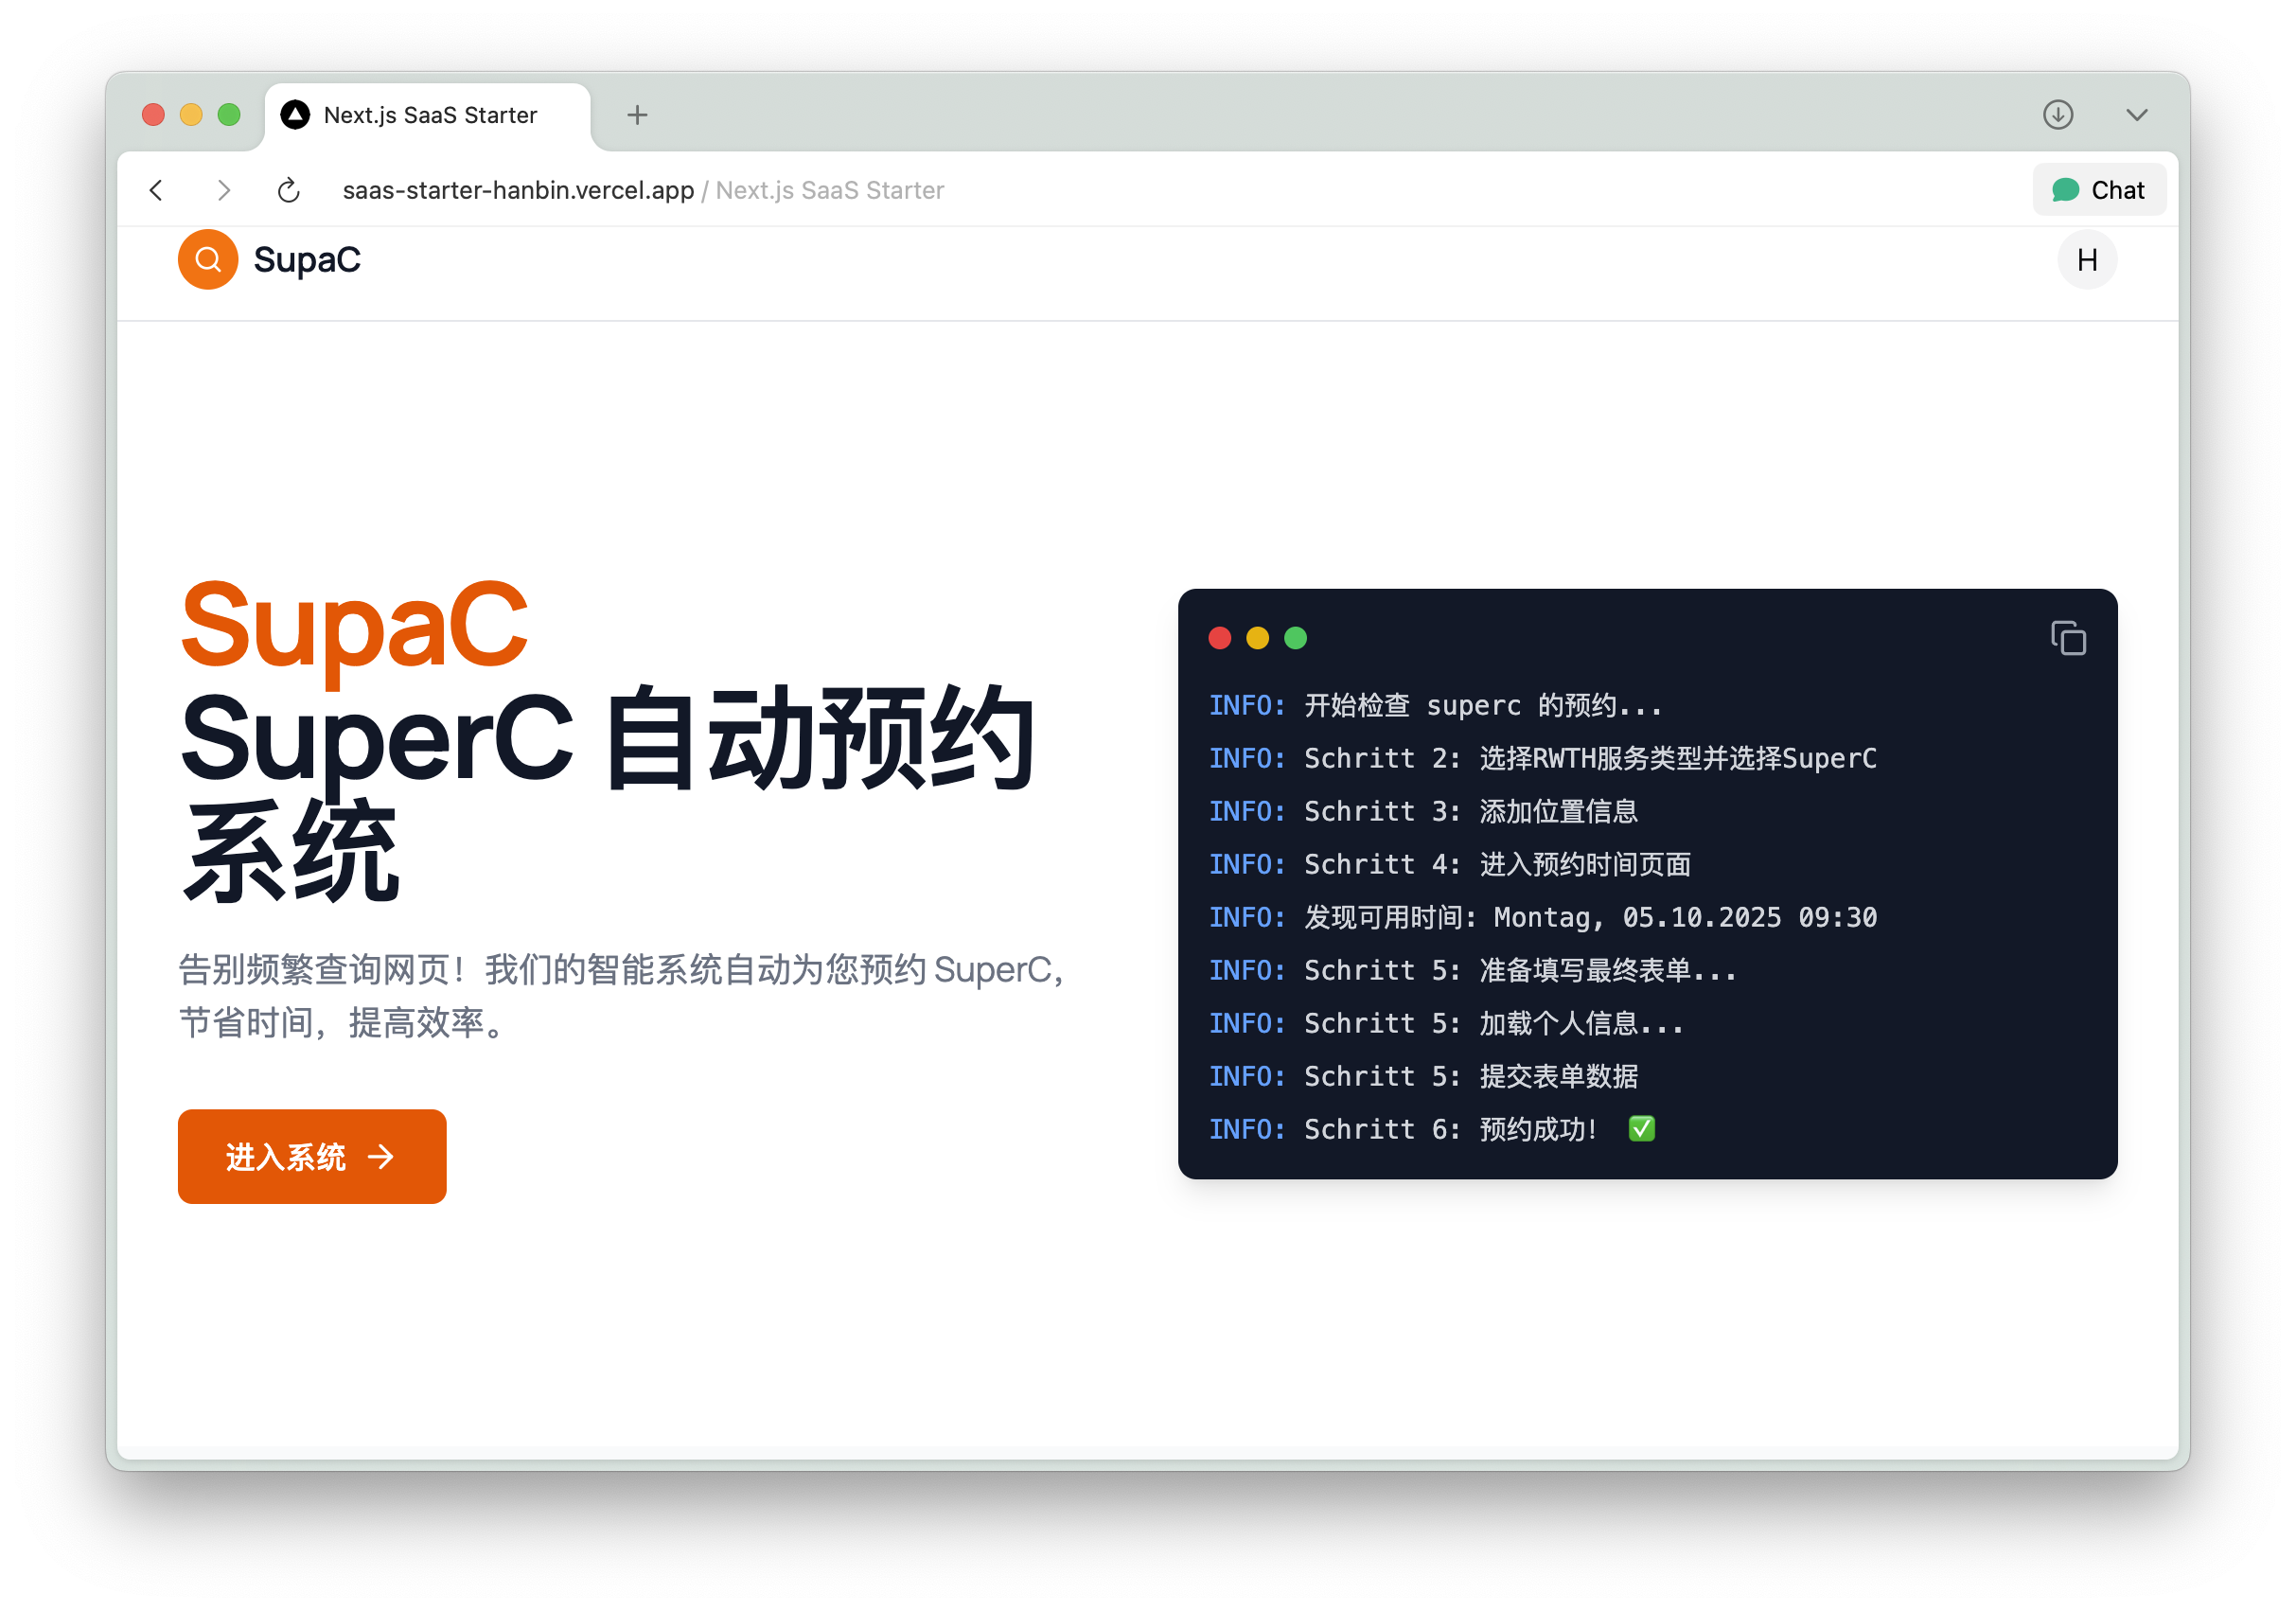 Next.js SaaS Starter
saas-starter-hanbin.vercel.app / Next.js SaaS Starter
Chat
SupaC
H
SupaC
SuperC 自动预约
系统
告别频繁查询网页！我们的智能系统自动为您预约 SuperC，
节省时间，提高效率。
进入系统 →
INFO: 开始检查 superc 的预约...
INFO: Schritt 2: 选择RWTH服务类型并选择SuperC
INFO: Schritt 3: 添加位置信息
INFO: Schritt 4: 进入预约时间页面
INFO: 发现可用时间: Montag, 05.10.2025 09:30
INFO: Schritt 5: 准备填写最终表单...
INFO: Schritt 5: 加载个人信息...
INFO: Schritt 5: 提交表单数据
INFO: Schritt 6: 预约成功！ ✅